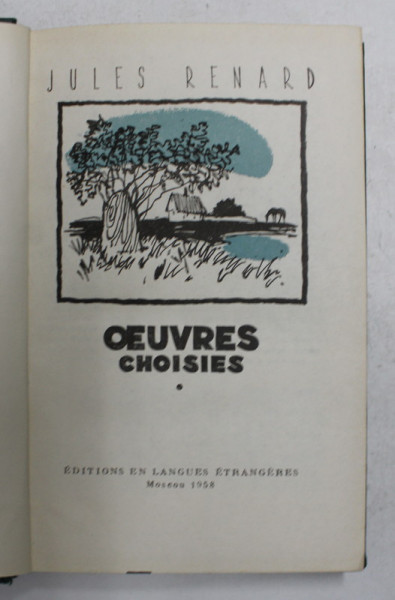 JULES RENARD
ŒUVRES
CHOISIES
ÉDITIONS EN LANGUES ÉTRANGÈRES
Moscou 1958